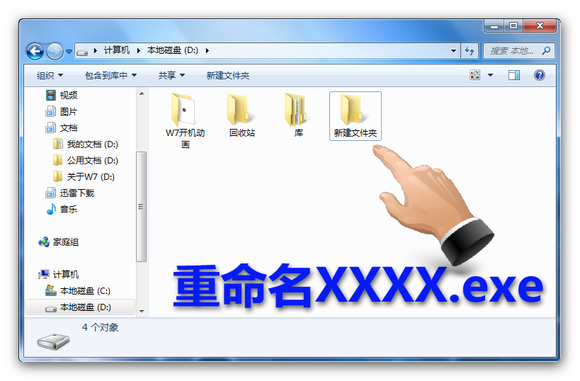 计算机 ▸ 本地磁盘 (D:) ▸
搜索 本地...
组织 ▾ 包含到库中 ▾ 共享 ▾ 新建文件夹
视频
图片
文档
我的文档 (D:)
公用文档 (D:)
关于W7 (D:)
迅雷下载
音乐
家庭组
计算机
本地磁盘 (C:)
本地磁盘 (D:)
W7开机动
画
回收站
库
新建文件夹
重命名XXXX.exe
4 个对象